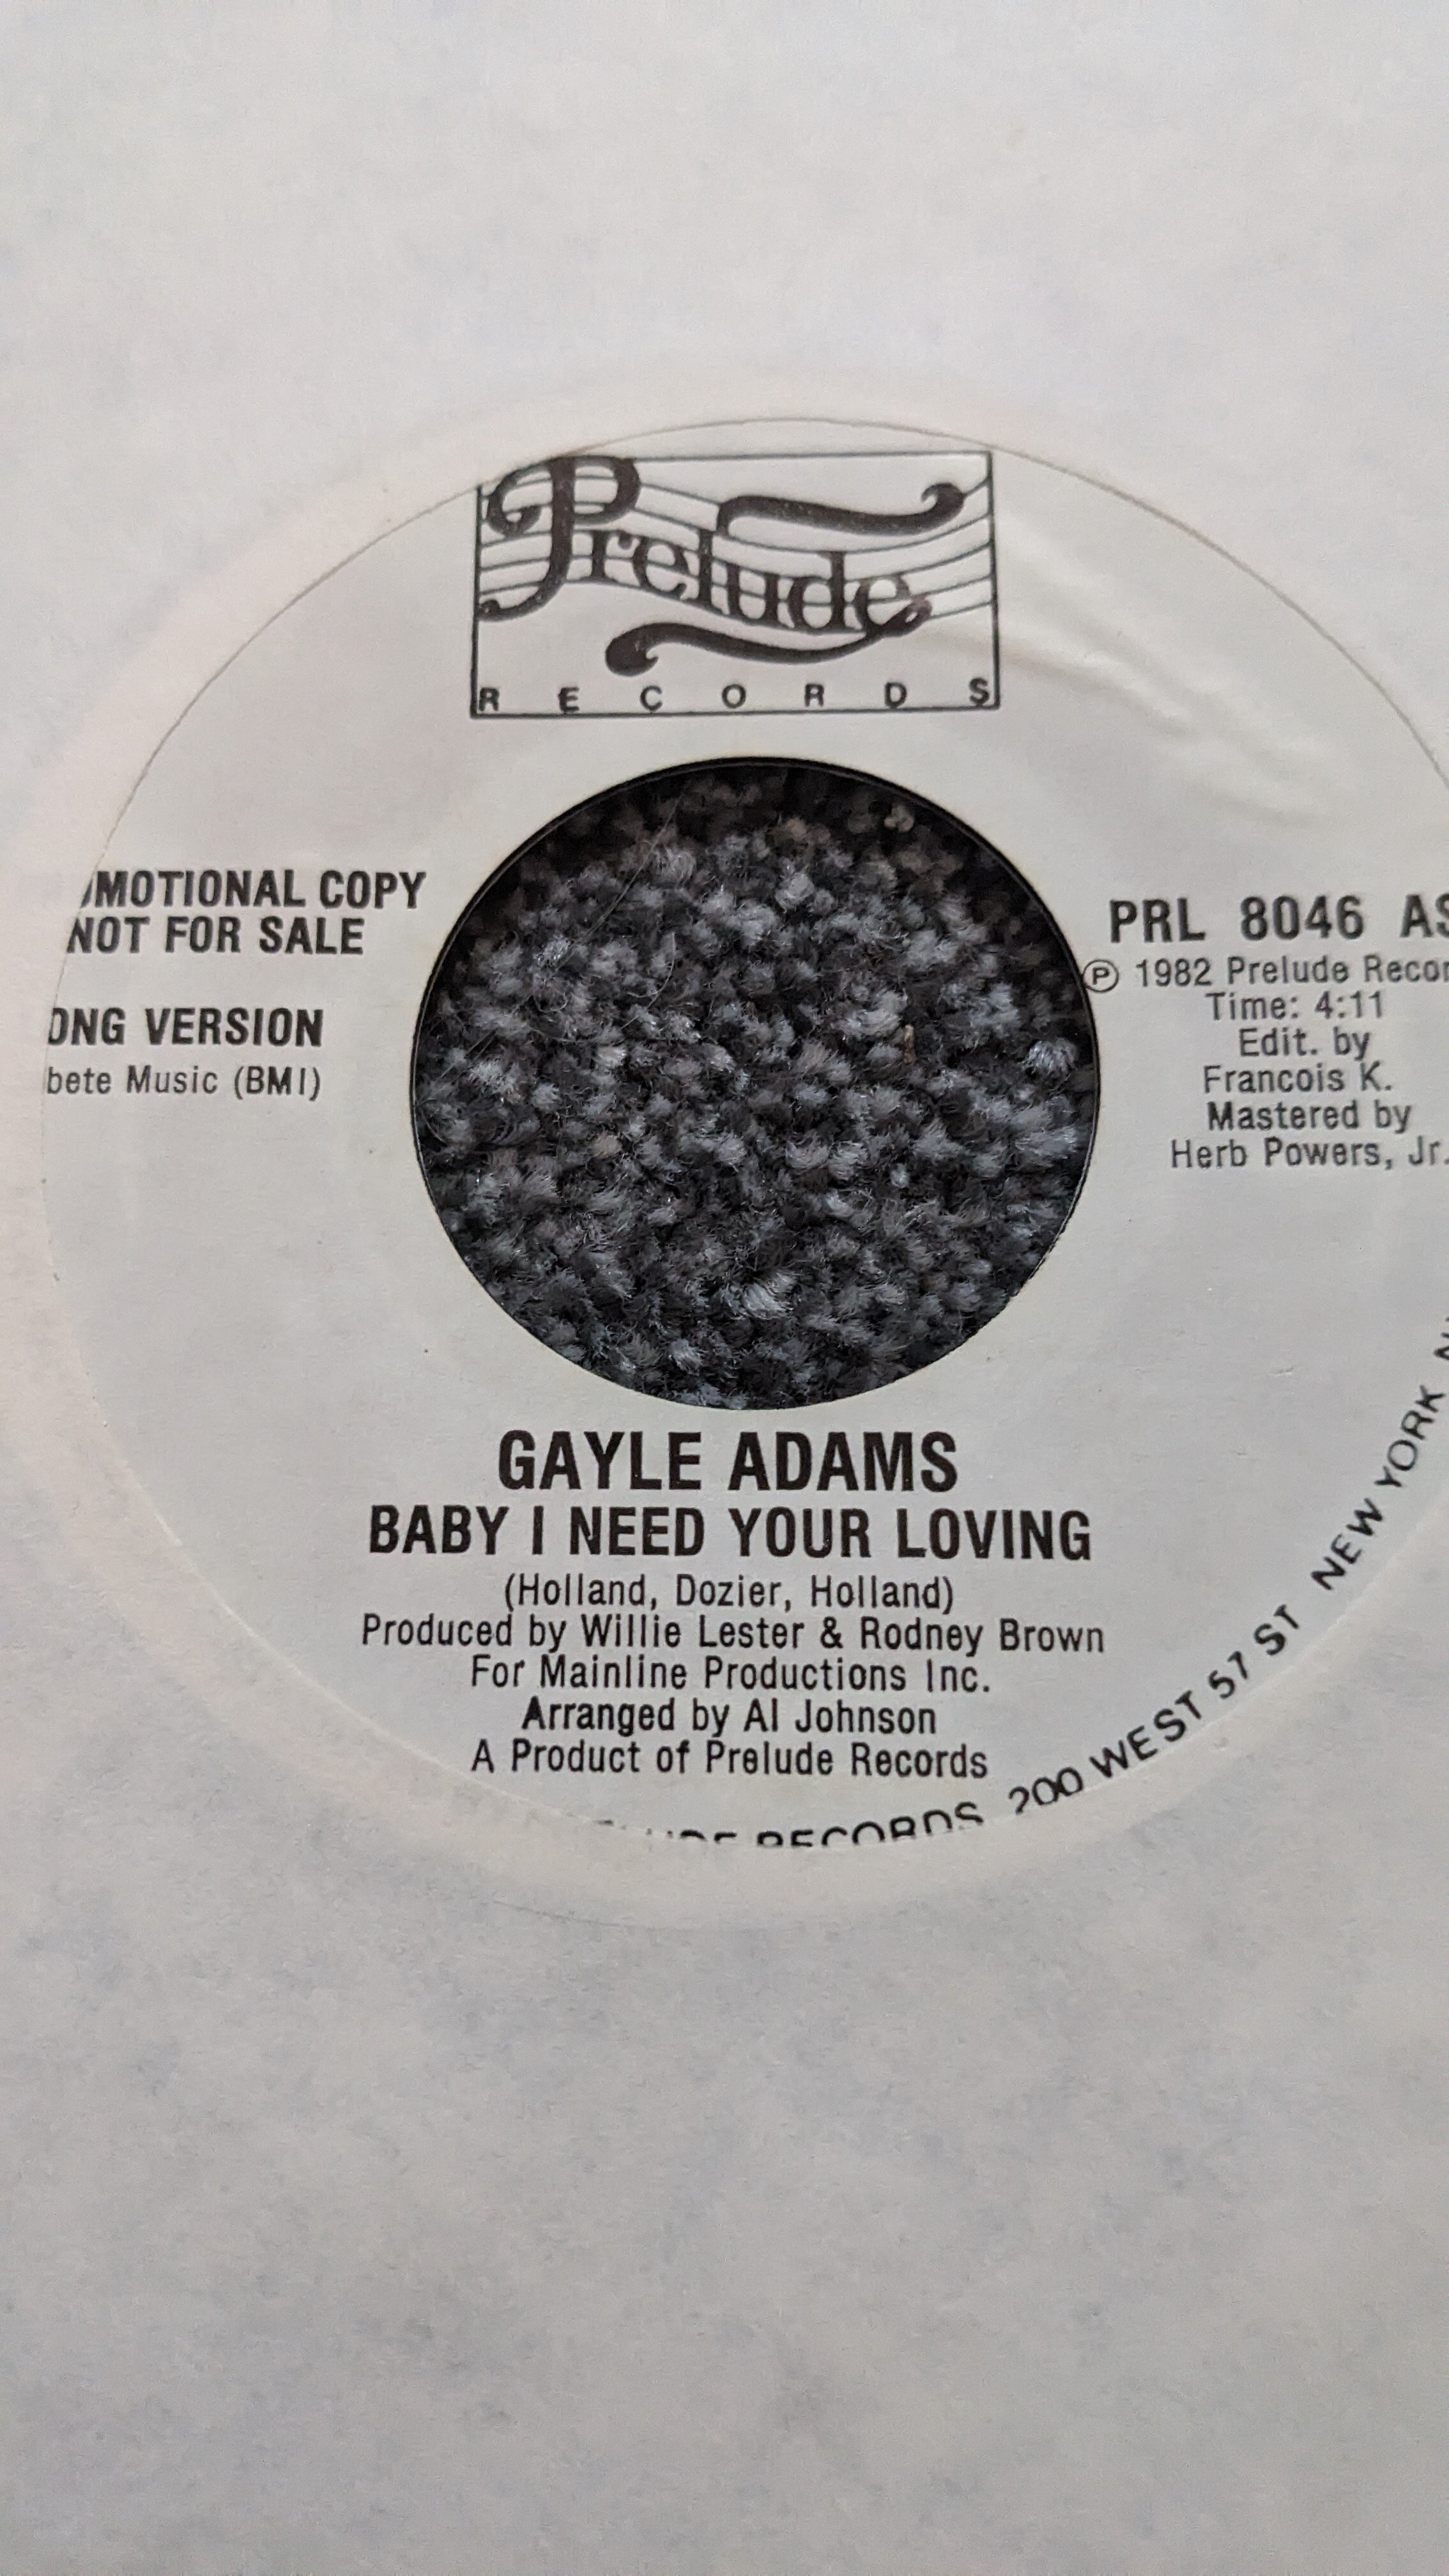 Prelude
RECORDS
MOTIONAL COPY
NOT FOR SALE
ONG VERSION
bete Music (BMI)
PRL 8046 AS
Ⓟ 1982 Prelude Recor
Time: 4:11
Edit. by
Francois K.
Mastered by
Herb Powers, Jr.
GAYLE ADAMS
BABY I NEED YOUR LOVING
(Holland, Dozier, Holland)
Produced by Willie Lester & Rodney Brown
For Mainline Productions Inc.
Arranged by Al Johnson
A Product of Prelude Records
RECORDS 200 WEST 57 ST NEW YORK